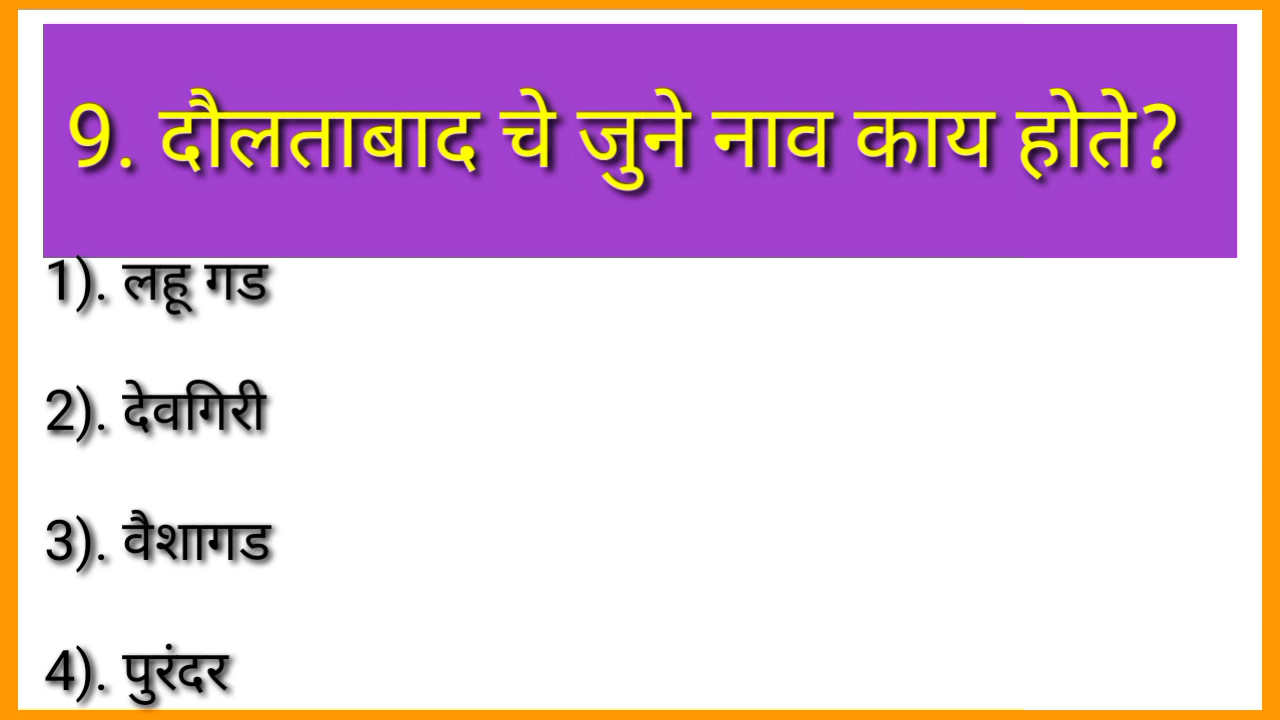 9. दौलताबाद चे जुने नाव काय होते?
1). लहू गड
2). देवगिरी
3). वैशागड
4). पुरंदर